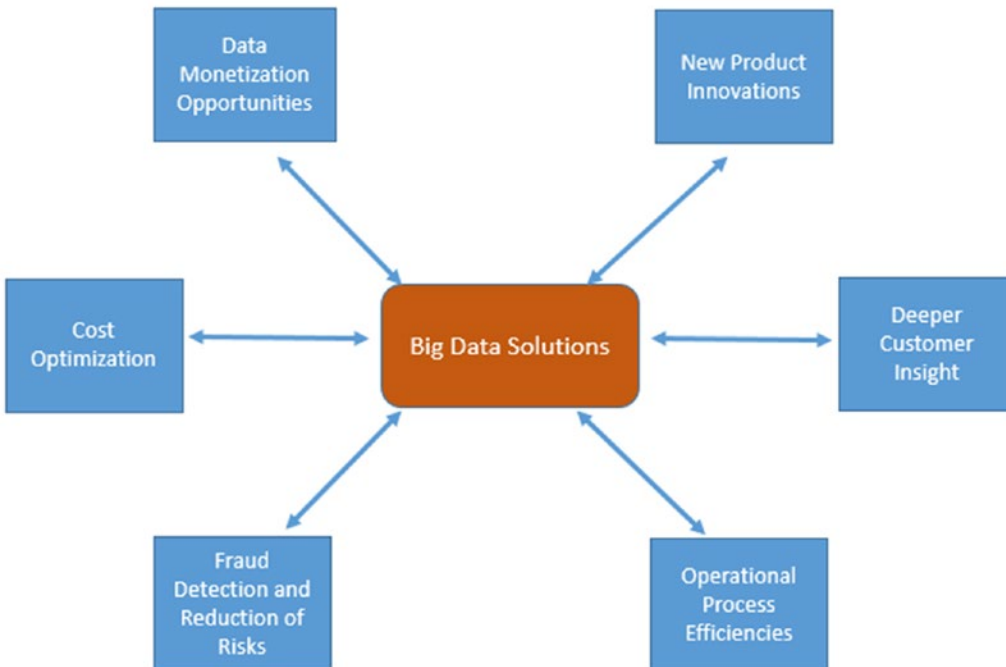 Data
Monetization
Opportunities
New Product
Innovations
Cost
Optimization
Big Data Solutions
Deeper
Customer
Insight
Fraud
Detection and
Reduction of
Risks
Operational
Process
Efficiencies